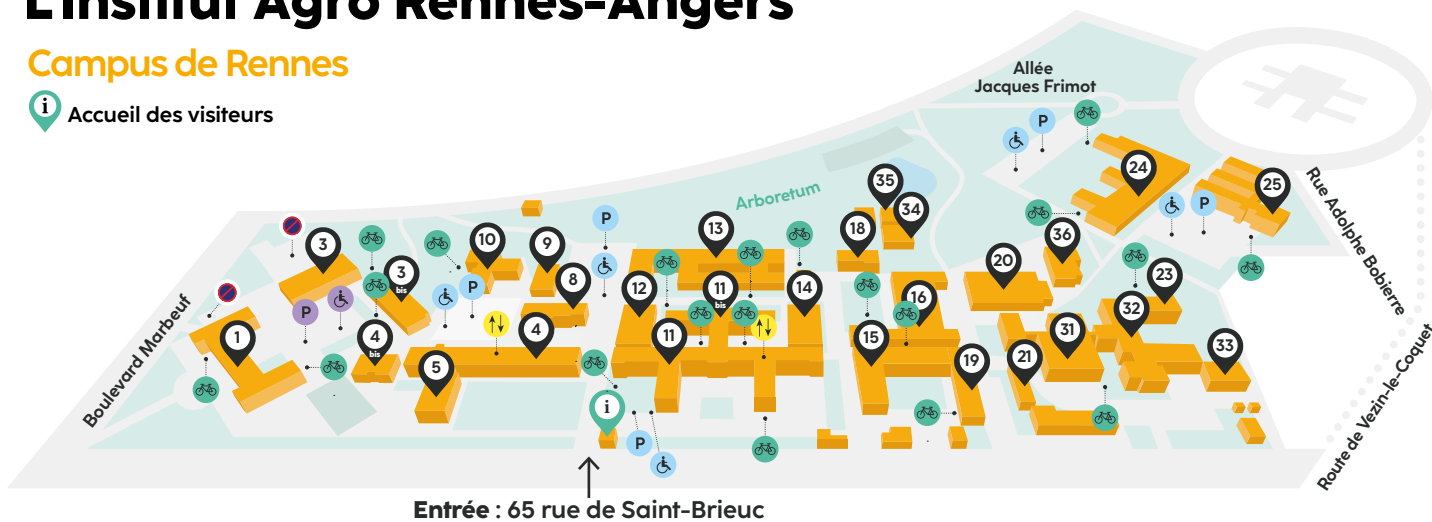 L'Institut Agro Rennes-Angers
Campus de Rennes
i Accueil des visiteurs
Allée
Jacques Frimot
P
24
25
35
Arboretum
P
34
P
13
18
36
3
10
9
20
3
bis
8
23
P
12
11
bis
14
16
32
P
1
4
bis
4
11
15
31
33
5
19
21
i
P
Boulevard Marbeuf
Rue Adolphe Bobierre
Route de Vezin-le-Coquet
Entrée : 65 rue de Saint-Brieuc